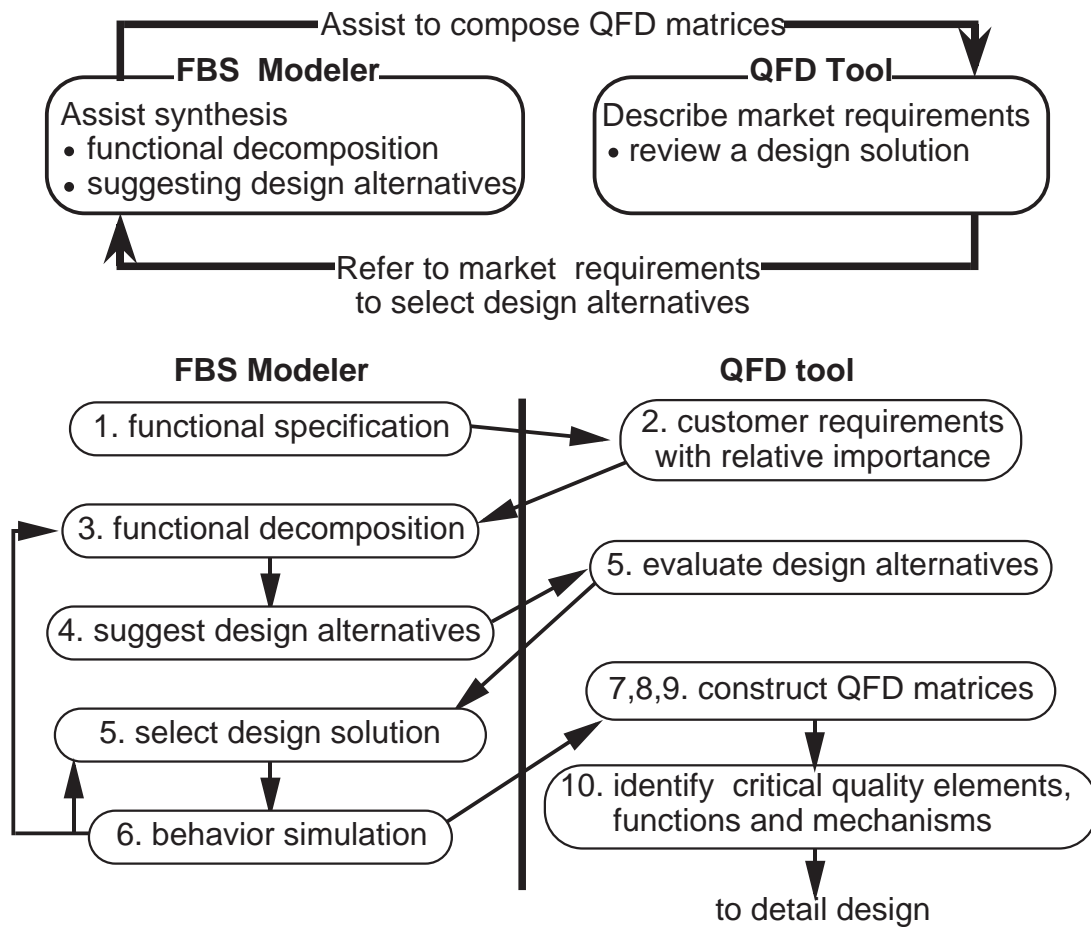 Assist to compose QFD matrices
FBS Modeler
QFD Tool
Assist synthesis
• functional decomposition
• suggesting design alternatives
Describe market requirements
• review a design solution
Refer to market requirements
to select design alternatives
FBS Modeler
QFD tool
1. functional specification
2. customer requirements
with relative importance
3. functional decomposition
5. evaluate design alternatives
4. suggest design alternatives
7,8,9. construct QFD matrices
5. select design solution
10. identify critical quality elements,
functions and mechanisms
6. behavior simulation
to detail design